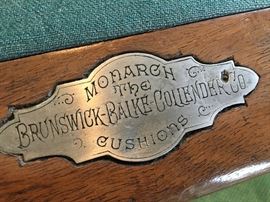 MONARCH
THE
BRUNSWICK-BALKE-COLLENDER CO.
CUSHIONS